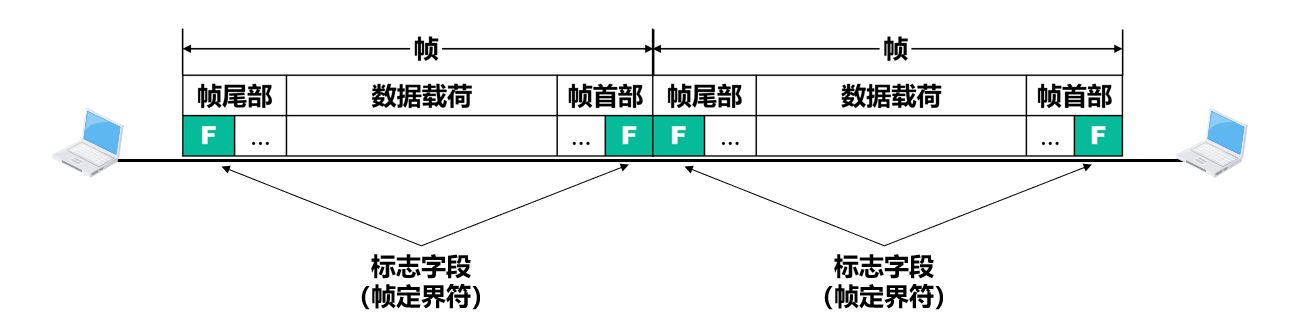 帧 帧
帧尾部 数据载荷 帧首部 帧尾部 数据载荷 帧首部
F ... ... F F ... ... F
标志字段 标志字段
(帧定界符) (帧定界符)